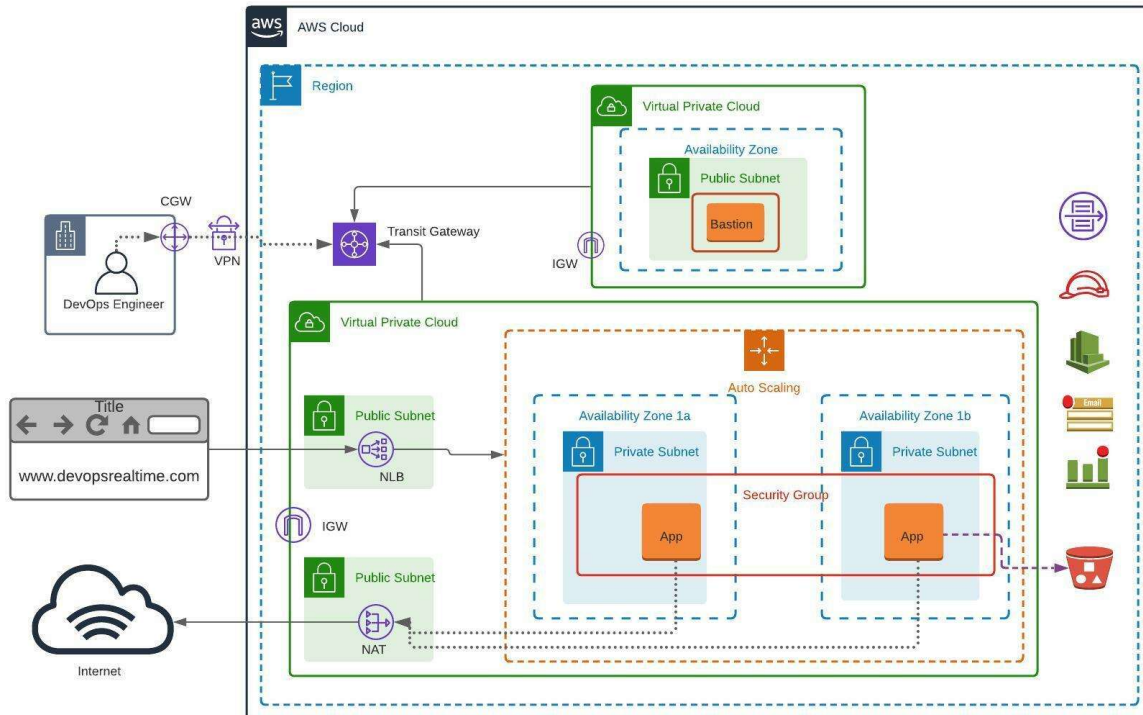 aws
AWS Cloud
Region
Virtual Private Cloud
Availability Zone
Public Subnet
Bastion
IGW
CGW
VPN
Transit Gateway
DevOps Engineer
Virtual Private Cloud
Auto Scaling
Title
www.devopsrealtime.com
Public Subnet
NLB
Availability Zone 1a
Availability Zone 1b
Private Subnet
Private Subnet
Security Group
App
App
IGW
Public Subnet
NAT
Internet
Email